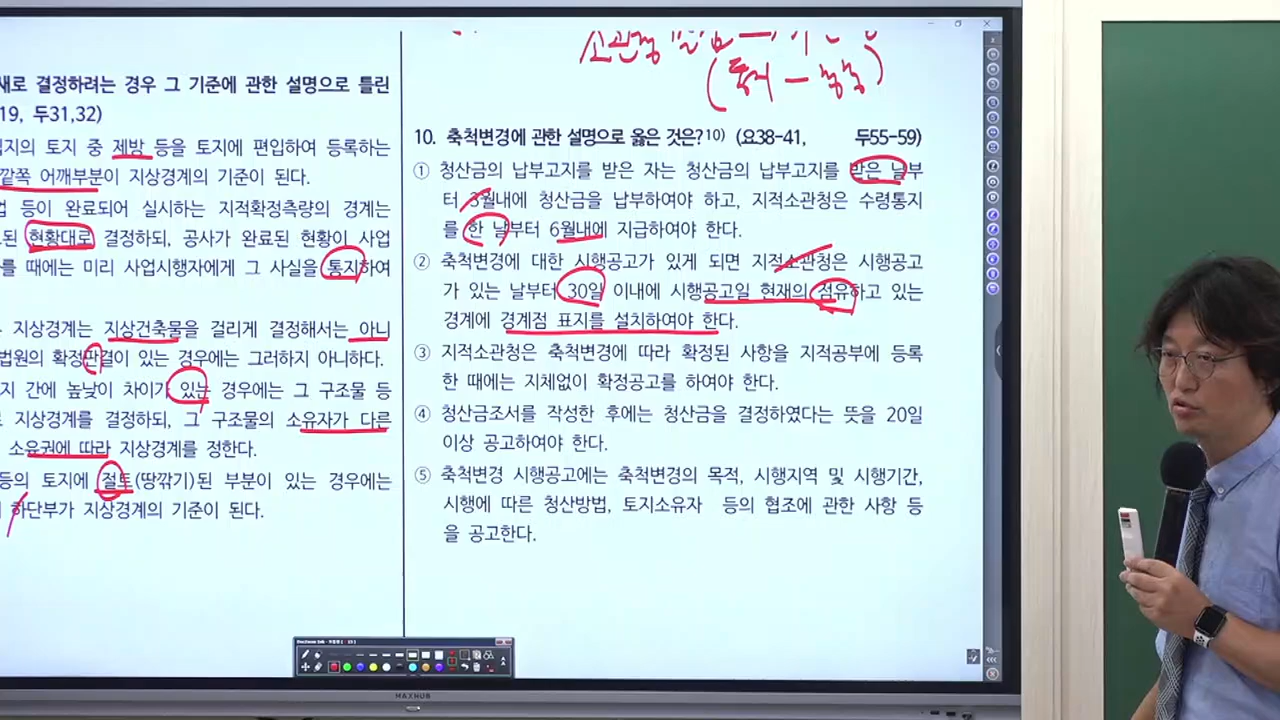 새로 결정하려는 경우 그 기준에 관한 설명으로 틀린
19, 두31,32)
지의 토지 중 제방 등을 토지에 편입하여 등록하는
깥쪽 어깨부분이 지상경계의 기준이 된다.
등이 완료되어 실시하는 지적확정측량의 경계는
된 현황대로 결정하되, 공사가 완료된 현황이 사업
를 때에는 미리 사업시행자에게 그 사실을 통지하여
지상경계는 지상건축물을 걸리게 결정해서는 아니
법원의 확정판결이 있는 경우에는 그러하지 아니하다.
지 간에 높낮이 차이가 있는 경우에는 그 구조물 등
지상경계를 결정하되, 그 구조물의 소유자가 다른
소유권에 따라 지상경계를 정한다.
등의 토지에 절토(땅깎기)된 부분이 있는 경우에는
하단부가 지상경계의 기준이 된다.
소관청
(통지 -
10. 축척변경에 관한 설명으로 옳은 것은?10) (요38-41, 두55-59)
① 청산금의 납부고지를 받은 자는 청산금의 납부고지를 받은 날부
터 3월내에 청산금을 납부하여야 하고, 지적소관청은 수령통지
를 한 날부터 6월내에 지급하여야 한다.
② 축척변경에 대한 시행공고가 있게 되면 지적소관청은 시행공고
가 있는 날부터 30일 이내에 시행공고일 현재의 점유하고 있는
경계에 경계점 표지를 설치하여야 한다.
③ 지적소관청은 축척변경에 따라 확정된 사항을 지적공부에 등록
한 때에는 지체없이 확정공고를 하여야 한다.
④ 청산금조서를 작성한 후에는 청산금을 결정하였다는 뜻을 20일
이상 공고하여야 한다.
⑤ 축척변경 시행공고에는 축척변경의 목적, 시행지역 및 시행기간,
시행에 따른 청산방법, 토지소유자 등의 협조에 관한 사항 등
을 공고한다.
MAXHUB